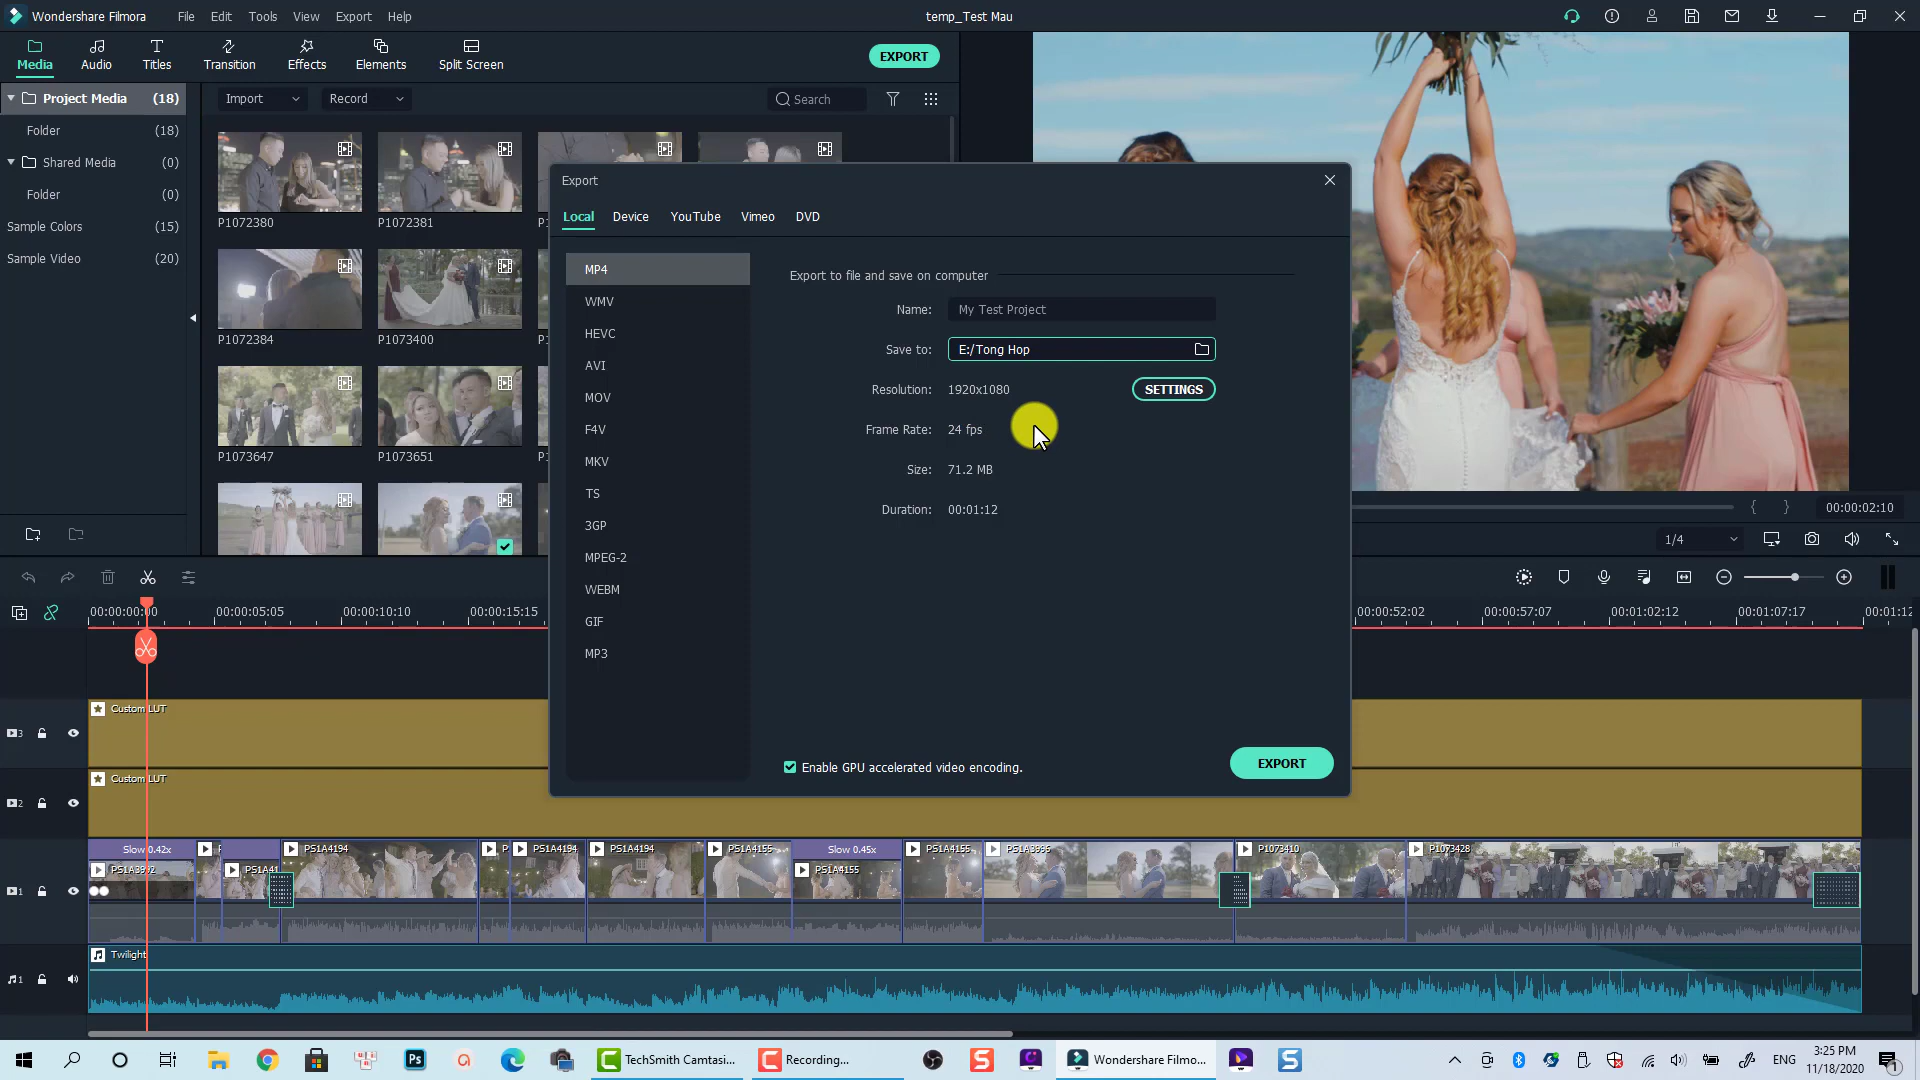 Wondershare Filmora File Edit Tools View Export Help temp_Test Mau
Media Audio Titles Transition Effects Elements Split Screen EXPORT
Project Media (18)
Folder (18)
Shared Media (0)
Folder (0)
Sample Colors (15)
Sample Video (20)
Import Record Search
P1072380 P1072381
P1072384 P1073400
P1073647 P1073651
Export
Local Device YouTube Vimeo DVD
MP4
WMV
HEVC
AVI
MOV
F4V
MKV
TS
3GP
MPEG-2
WEBM
GIF
MP3
Export to file and save on computer
Name: My Test Project
Save to: E:/Tong Hop
Resolution: 1920x1080 SETTINGS
Frame Rate: 24 fps
Size: 71.2 MB
Duration: 00:01:12
Enable GPU accelerated video encoding. EXPORT
00:00:02:10
1/4
00:00:00:00 00:00:05:05 00:00:10:10 00:00:15:15 00:00:52:02 00:00:57:07 00:01:02:12 00:01:07:17 00:01:12
3 Custom LUT
2 Custom LUT
Slow 0.42x PS1A4194 PS1A4194 PS1A4194 PS1A4155 Slow 0.45x PS1A4155 PS1A3996 P1073410 P1073428
1 PS1A41 PS1A4155
1 Twilight
TechSmith Camtasi... Recording... Wondershare Filmo... ENG 3:25 PM
11/18/2020
1